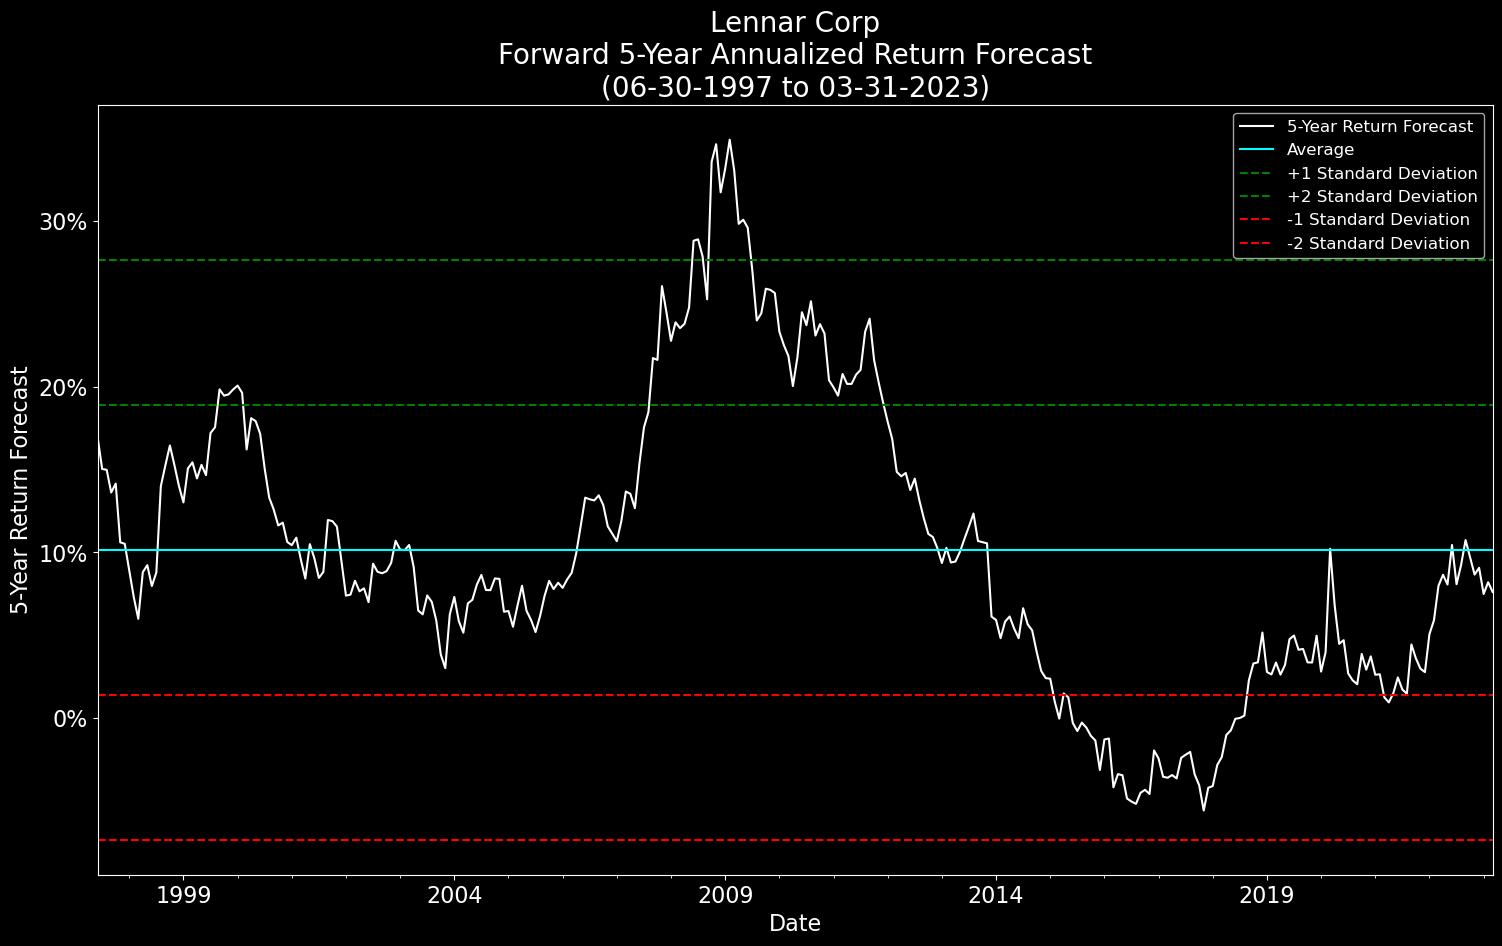 Lennar Corp
Forward 5-Year Annualized Return Forecast
(06-30-1997 to 03-31-2023)
5-Year Return Forecast
Average
+1 Standard Deviation
+2 Standard Deviation
-1 Standard Deviation
-2 Standard Deviation
5-Year Return Forecast
30%
20%
10%
0%
1999
2004
2009
2014
2019
Date